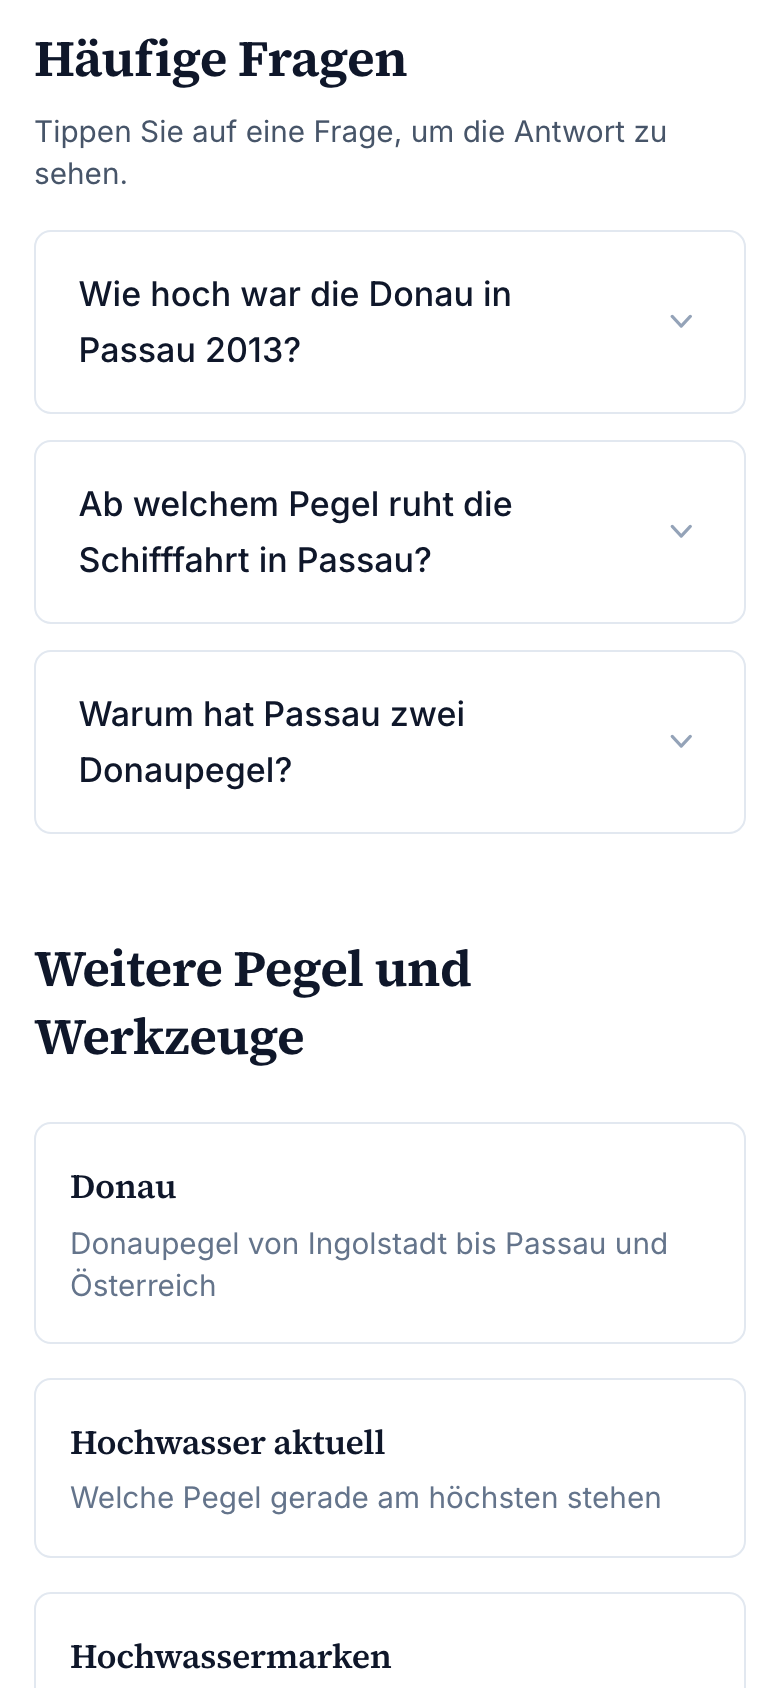 Häufige Fragen
Tippen Sie auf eine Frage, um die Antwort zu
sehen.
Wie hoch war die Donau in
Passau 2013?
Ab welchem Pegel ruht die
Schifffahrt in Passau?
Warum hat Passau zwei
Donaupegel?
Weitere Pegel und
Werkzeuge
Donau
Donaupegel von Ingolstadt bis Passau und
Österreich
Hochwasser aktuell
Welche Pegel gerade am höchsten stehen
Hochwassermarken